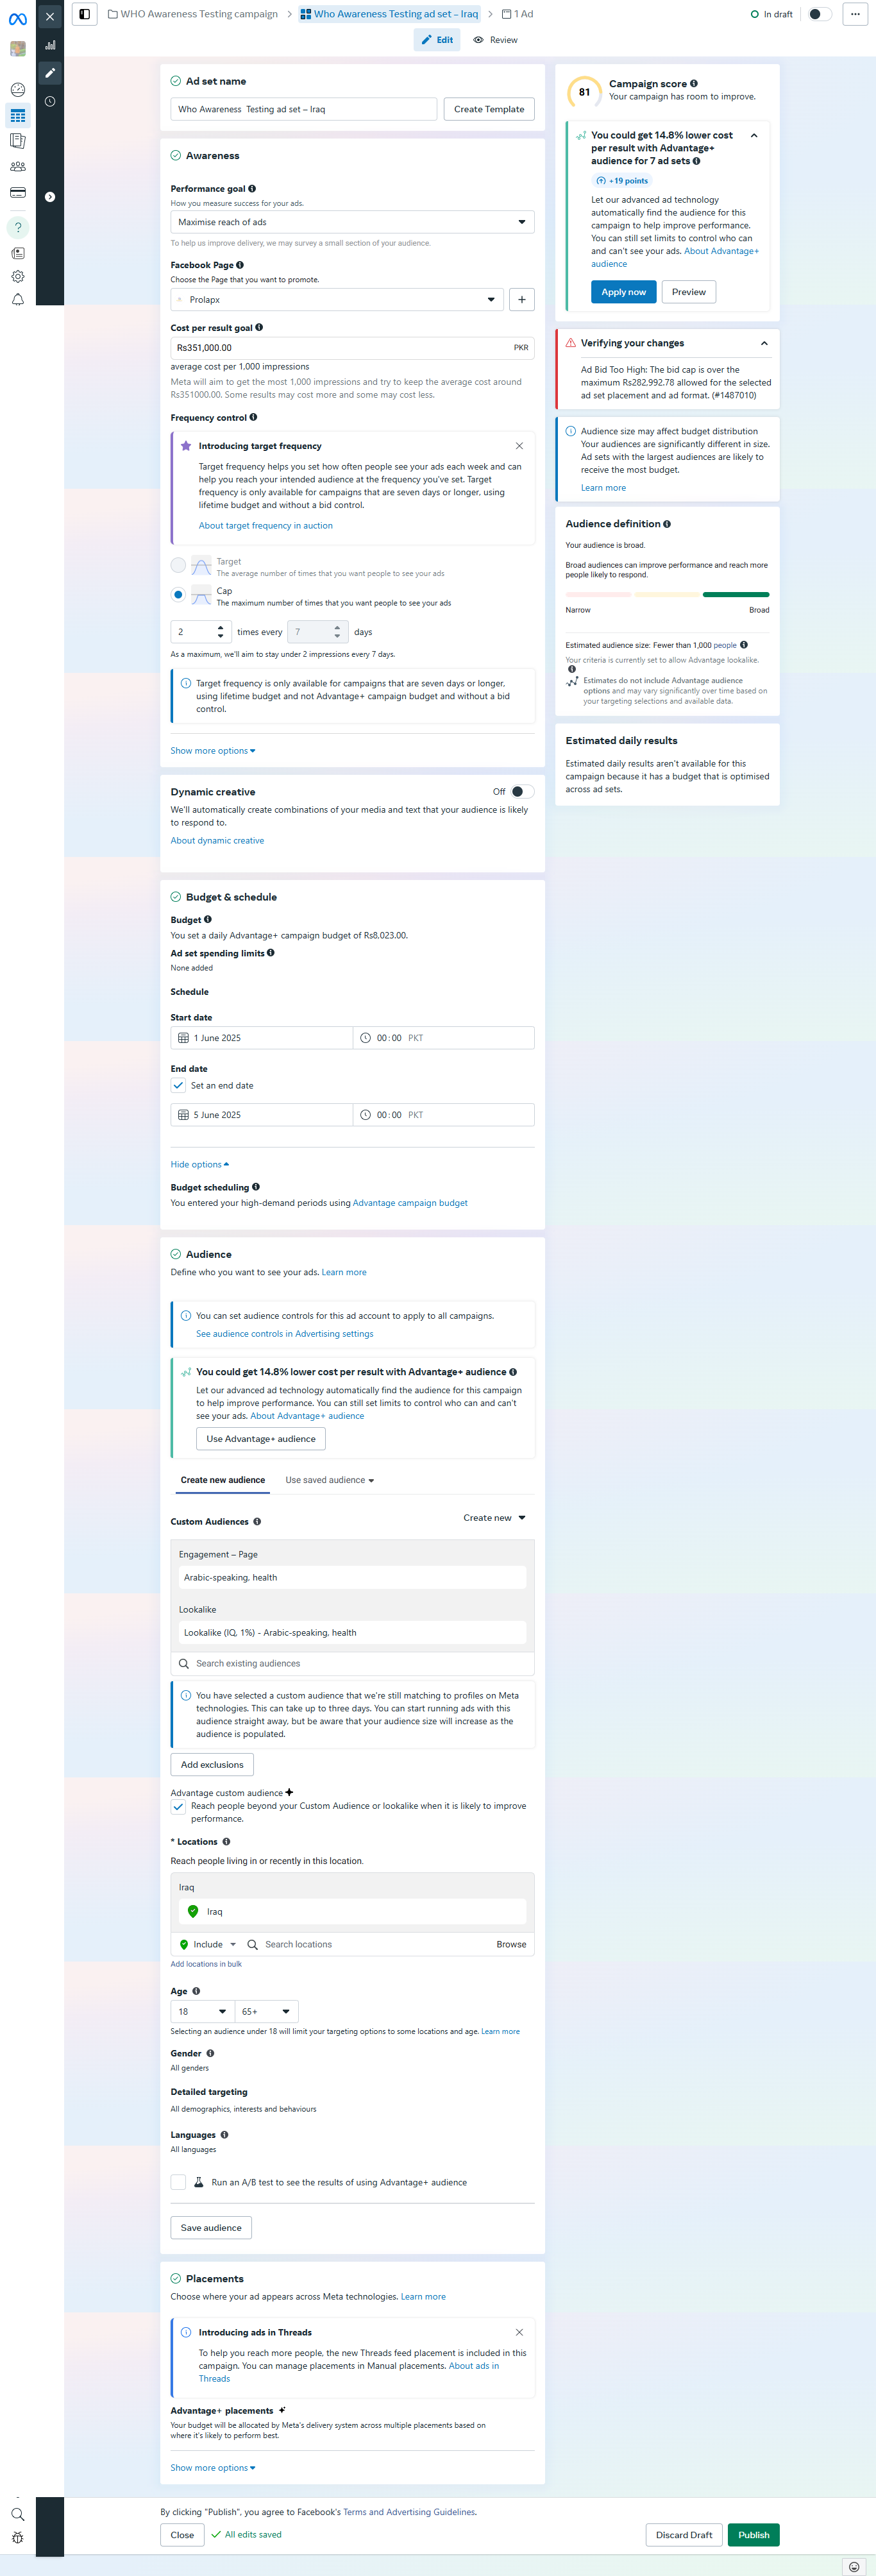 WHO Awareness Testing campaign
Who Awareness Testing ad set – Iraq
1 Ad
In draft
Edit
Review
Ad set name
Who Awareness  Testing ad set – Iraq
Create Template
Awareness
Performance goal
How you measure success for your ads.
Maximise reach of ads
To help us improve delivery, we may survey a small section of your audience.
Facebook Page
Choose the Page that you want to promote.
Prolapx
Cost per result goal
Rs351,000.00
PKR
average cost per 1,000 impressions
Meta will aim to get the most 1,000 impressions and try to keep the average cost around
Rs351000.00. Some results may cost more and some may cost less.
Frequency control
Introducing target frequency
Target frequency helps you set how often people see your ads each week and can
help you reach your intended audience at the frequency you've set. Target
frequency is only available for campaigns that are seven days or longer, using
lifetime budget and without a bid control.
About target frequency in auction
Target
The average number of times that you want people to see your ads
Cap
The maximum number of times that you want people to see your ads
2
times every
7
days
As a maximum, we'll aim to stay under 2 impressions every 7 days.
Target frequency is only available for campaigns that are seven days or longer,
using lifetime budget and not Advantage+ campaign budget and without a bid
control.
Show more options
Dynamic creative
Off
We'll automatically create combinations of your media and text that your audience is likely
to respond to.
About dynamic creative
Budget & schedule
Budget
You set a daily Advantage+ campaign budget of Rs8,023.00.
Ad set spending limits
None added
Schedule
Start date
1 June 2025
00:00 PKT
End date
Set an end date
5 June 2025
00:00 PKT
Hide options
Budget scheduling
You entered your high-demand periods using Advantage campaign budget
Audience
Define who you want to see your ads. Learn more
You can set audience controls for this ad account to apply to all campaigns.
See audience controls in Advertising settings
You could get 14.8% lower cost per result with Advantage+ audience
Let our advanced ad technology automatically find the audience for this campaign
to help improve performance. You can still set limits to control who can and can't
see your ads. About Advantage+ audience
Use Advantage+ audience
Create new audience
Use saved audience
Custom Audiences
Create new
Engagement – Page
Arabic-speaking, health
Lookalike
Lookalike (IQ, 1%) - Arabic-speaking, health
Search existing audiences
You have selected a custom audience that we're still matching to profiles on Meta
technologies. This can take up to three days. You can start running ads with this
audience straight away, but be aware that your audience size will increase as the
audience is populated.
Add exclusions
Advantage custom audience
Reach people beyond your Custom Audience or lookalike when it is likely to improve
performance.
* Locations
Reach people living in or recently in this location.
Iraq
Iraq
Include
Search locations
Browse
Add locations in bulk
Age
18
65+
Selecting an audience under 18 will limit your targeting options to some locations and age. Learn more
Gender
All genders
Detailed targeting
All demographics, interests and behaviours
Languages
All languages
Run an A/B test to see the results of using Advantage+ audience
Save audience
Placements
Choose where your ad appears across Meta technologies. Learn more
Introducing ads in Threads
To help you reach more people, the new Threads feed placement is included in this
campaign. You can manage placements in Manual placements. About ads in
Threads
Advantage+ placements
Your budget will be allocated by Meta's delivery system across multiple placements based on
where it's likely to perform best.
Show more options
81
Campaign score
Your campaign has room to improve.
You could get 14.8% lower cost
per result with Advantage+
audience for 7 ad sets
+19 points
Let our advanced ad technology
automatically find the audience for this
campaign to help improve performance.
You can still set limits to control who can
and can't see your ads. About Advantage+
audience
Apply now
Preview
Verifying your changes
Ad Bid Too High: The bid cap is over the
maximum Rs282,992.78 allowed for the selected
ad set placement and ad format. (#1487010)
Audience size may affect budget distribution
Your audiences are significantly different in size.
Ad sets with the largest audiences are likely to
receive the most budget.
Learn more
Audience definition
Your audience is broad.
Broad audiences can improve performance and reach more
people likely to respond.
Narrow
Broad
Estimated audience size: Fewer than 1,000 people
Your criteria is currently set to allow Advantage lookalike.
Estimates do not include Advantage audience
options and may vary significantly over time based on
your targeting selections and available data.
Estimated daily results
Estimated daily results aren't available for this
campaign because it has a budget that is optimised
across ad sets.
By clicking "Publish", you agree to Facebook's Terms and Advertising Guidelines.
Close
All edits saved
Discard Draft
Publish